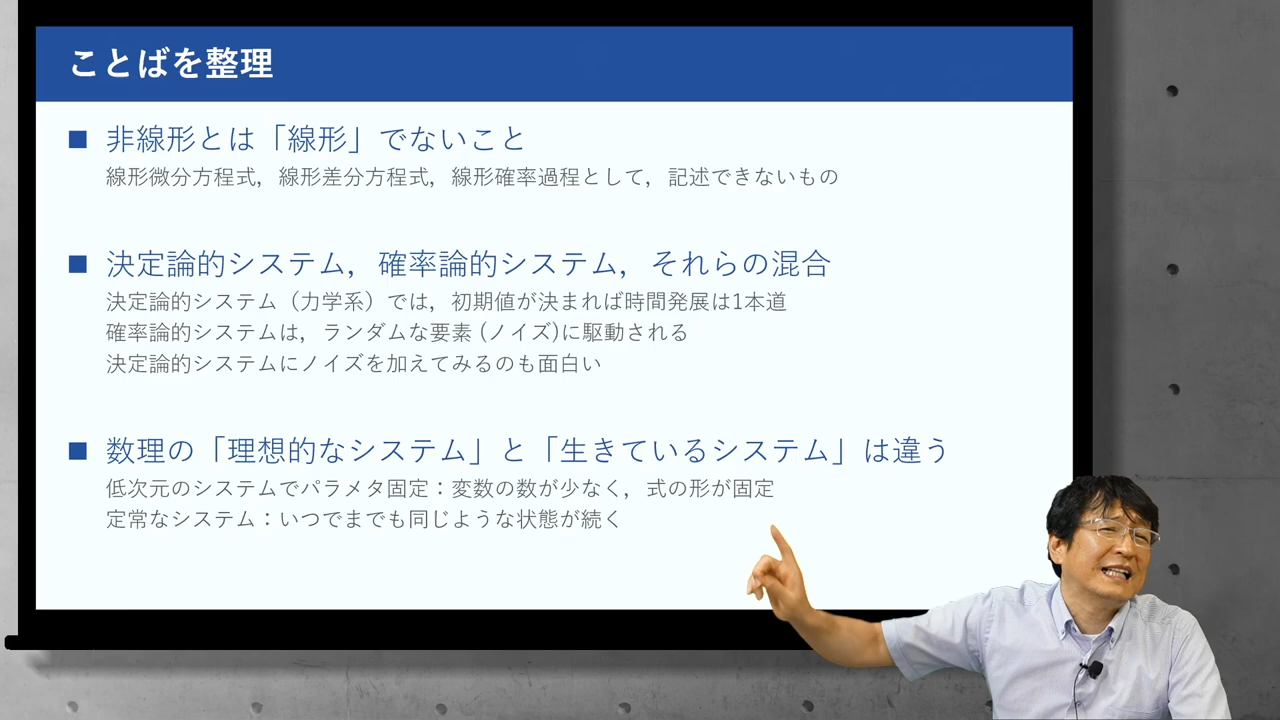 ことばを整理
■ 非線形とは「線形」でないこと
線形微分方程式，線形差分方程式，線形確率過程として，記述できないもの
■ 決定論的システム，確率論的システム，それらの混合
決定論的システム（力学系）では，初期値が決まれば時間発展は1本道
確率論的システムは，ランダムな要素 (ノイズ)に駆動される
決定論的システムにノイズを加えてみるのも面白い
■ 数理の「理想的なシステム」と「生きているシステム」は違う
低次元のシステムでパラメタ固定：変数の数が少なく，式の形が固定
定常なシステム：いつでまでも同じような状態が続く